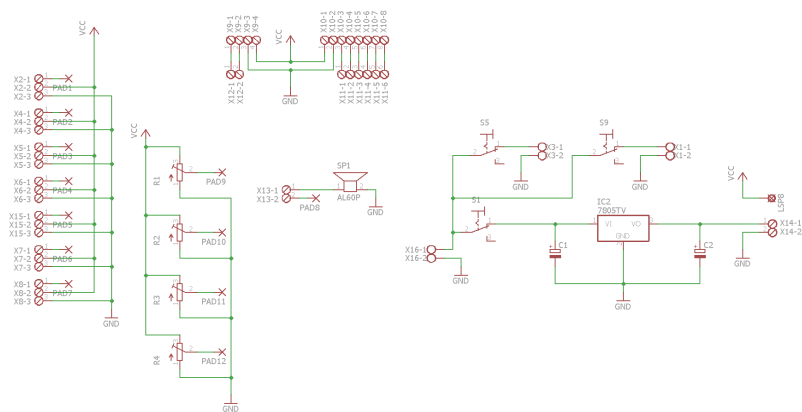 VCC
X9-1
X9-2
X9-3
X9-4
VCC
X10-1
X10-2
X10-3
X10-4
X10-5
X10-6
X10-7
X10-8
X12-1
X12-2
X11-1
X11-2
X11-3
X11-4
X11-5
X11-6
GND
X2-1
X2-2
X2-3
PAD1
X4-1
X4-2
X4-3
PAD2
X5-1
X5-2
X5-3
PAD3
X6-1
X6-2
X6-3
PAD4
X15-1
X15-2
X15-3
PAD5
X7-1
X7-2
X7-3
PAD6
X8-1
X8-2
X8-3
PAD7
GND
VCC
R1
PAD9
R2
PAD10
R3
PAD11
R4
PAD12
GND
SP1
AL60P
X13-1
X13-2
PAD8
GND
S5
X3-1
X3-2
GND
S9
X1-1
X1-2
GND
S1
X16-1
X16-2
GND
IC2
7805TV
VI
VO
GND
C1
C2
GND
VCC
LSP8
X14-1
X14-2
GND